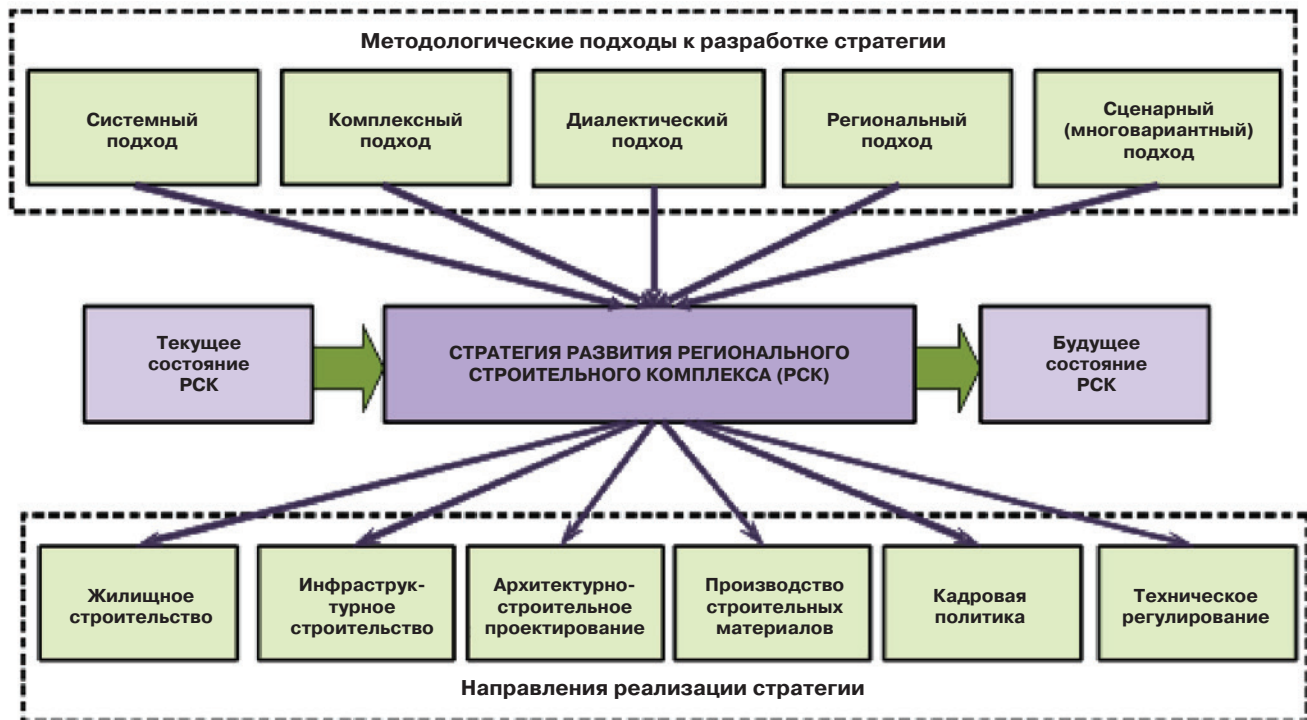 Методологические подходы к разработке стратегии
Системный
подход
Комплексный
подход
Диалектический
подход
Региональный
подход
Сценарный
(многовариантный)
подход
Текущее
состояние
РСК
СТРАТЕГИЯ РАЗВИТИЯ РЕГИОНАЛЬНОГО
СТРОИТЕЛЬНОГО КОМПЛЕКСА (РСК)
Будущее
состояние
РСК
Жилищное
строительство
Инфраструк-
турное
строительство
Архитектурно-
строительное
проектирование
Производство
строительных
материалов
Кадровая
политика
Техническое
регулирование
Направления реализации стратегии